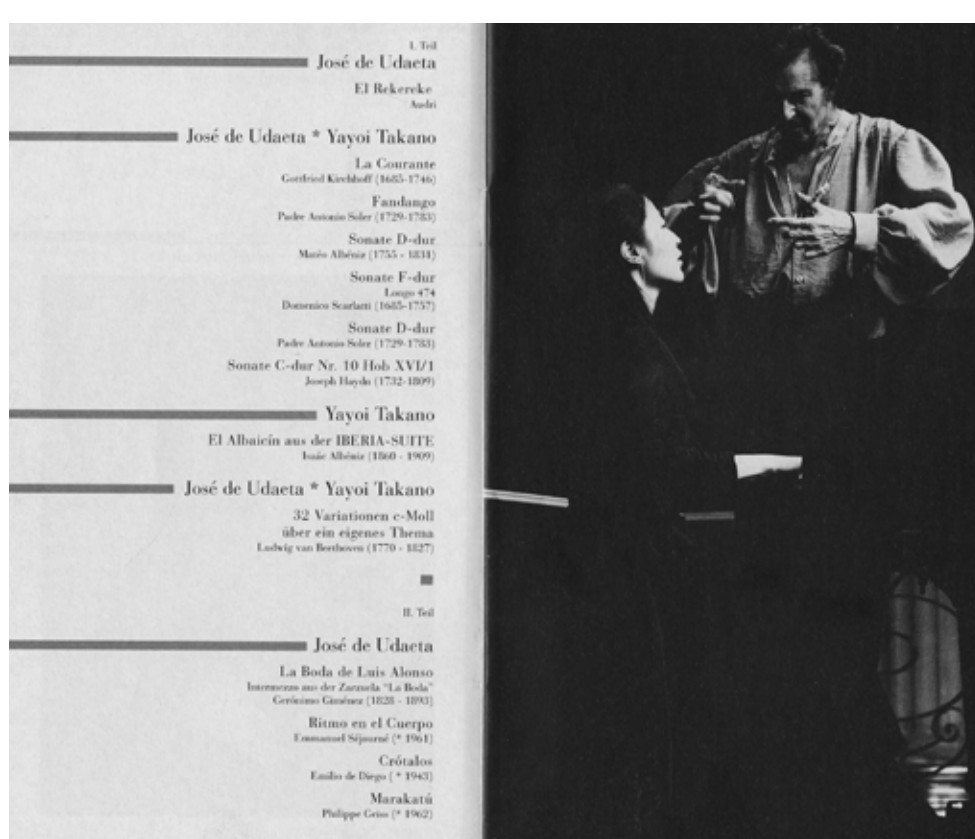 I. Teil
José de Udaeta
El Rekereke
Audri
José de Udaeta * Yayoi Takano
La Courante
Gottfried Kirchhoff (1685-1746)
Fandango
Padre Antonio Soler (1729-1783)
Sonate D-dur
Matéo Albéniz (1755 - 1831)
Sonate F-dur
Longo 474
Domenico Scarlatti (1685-1757)
Sonate D-dur
Padre Antonio Soler (1729-1783)
Sonate C-dur Nr. 10 Hob XVI/1
Joseph Haydn (1732-1809)
Yayoi Takano
El Albaicín aus der IBERIA-SUITE
Isaác Albéniz (1860 - 1909)
José de Udaeta * Yayoi Takano
32 Variationen c-Moll
über ein eigenes Thema
Ludwig van Beethoven (1770 - 1827)
II. Teil
José de Udaeta
La Boda de Luis Alonso
Intermezzo aus der Zarzuela "La Boda"
Gerónimo Giménez (1828 - 1893)
Ritmo en el Cuerpo
Emmanuel Séjourné (* 1961)
Crótalos
Emilio de Diego ( * 1943)
Marakatú
Philippe Griss (* 1962)